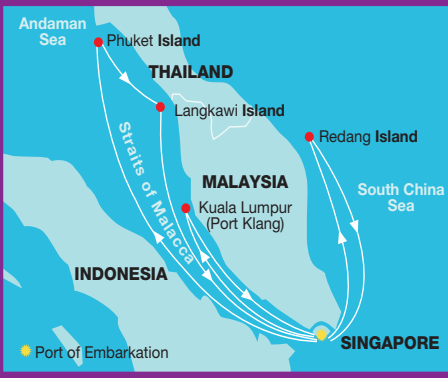 Andaman
Sea
Phuket Island
THAILAND
Langkawi Island
Redang Island
Straits of Malacca
MALAYSIA
South China
Sea
Kuala Lumpur
(Port Klang)
INDONESIA
SINGAPORE
Port of Embarkation